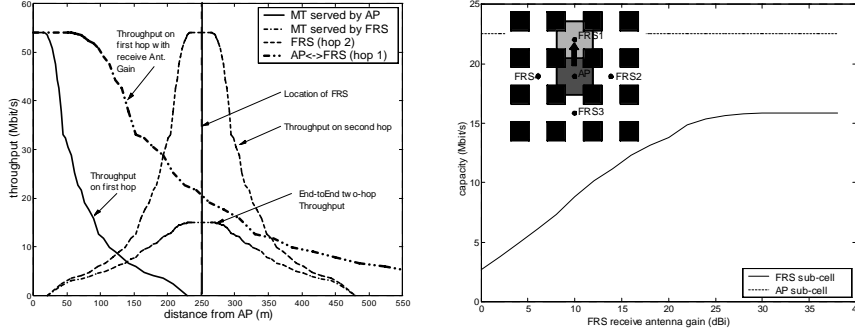 60
50
40
30
20
10
0
throughput (Mbit/s)
0
50
100
150
200
250
300
350
400
450
500
550
distance from AP (m)
Throughput on
first hop with
receive Ant.
Gain
MT served by AP
MT served by FRS
FRS (hop 2)
AP<->FRS (hop 1)
Location of FRS
Throughput on second hop
Throughput
on first hop
End-toEnd two-hop
Throughput
25
20
15
10
5
0
capacity (Mbit/s)
0
5
10
15
20
25
30
35
40
FRS receive antenna gain (dBi)
FRS1
AP
FRS2
FRS3
FRS sub-cell
AP sub-cell